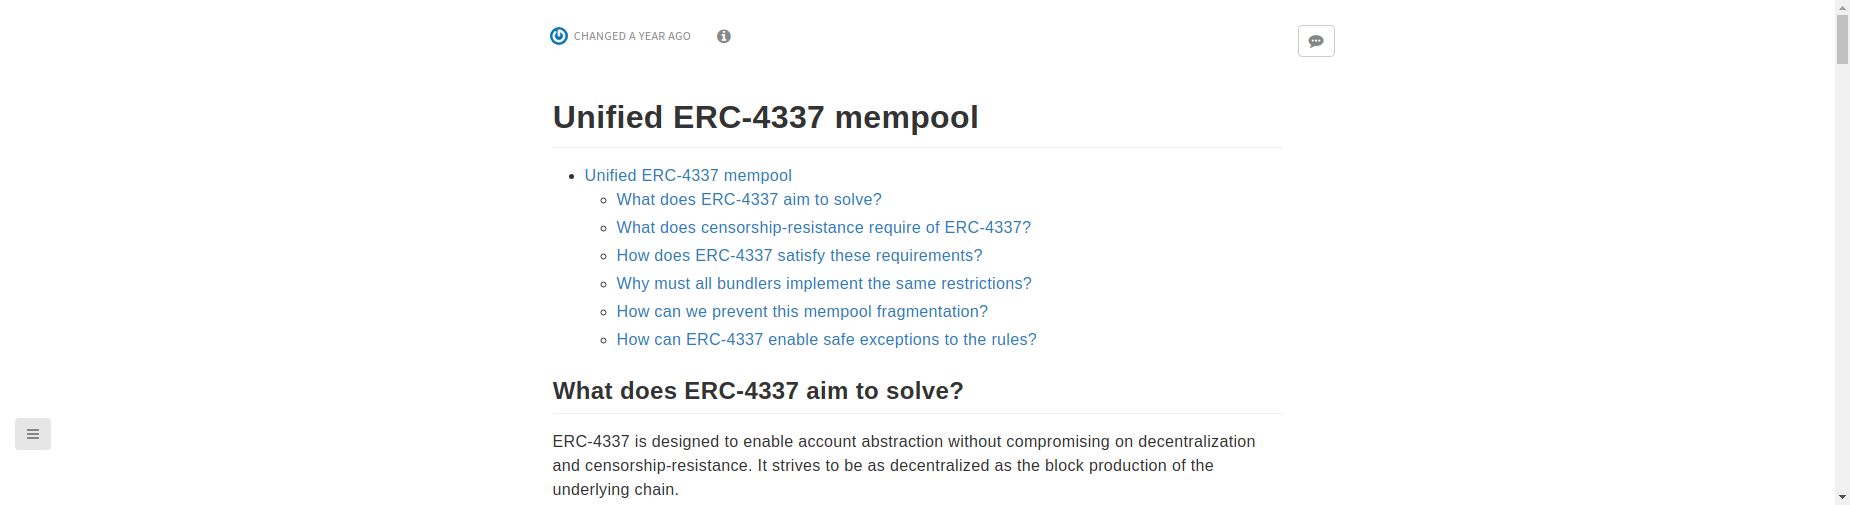 CHANGED A YEAR AGO
Unified ERC-4337 mempool
Unified ERC-4337 mempool
What does ERC-4337 aim to solve?
What does censorship-resistance require of ERC-4337?
How does ERC-4337 satisfy these requirements?
Why must all bundlers implement the same restrictions?
How can we prevent this mempool fragmentation?
How can ERC-4337 enable safe exceptions to the rules?
What does ERC-4337 aim to solve?
ERC-4337 is designed to enable account abstraction without compromising on decentralization
and censorship-resistance. It strives to be as decentralized as the block production of the
underlying chain.